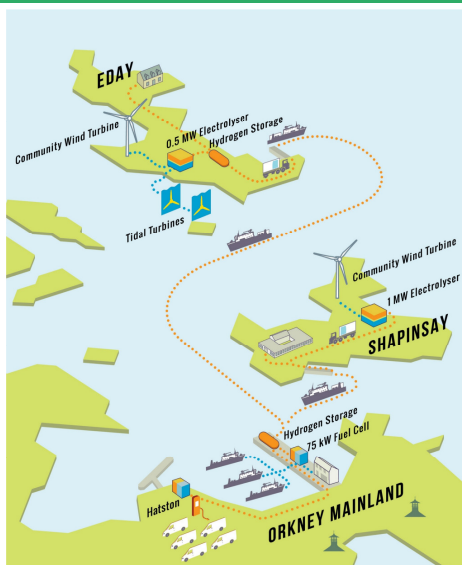 EDAY
Community Wind Turbine
0.5 MW Electrolyser
Hydrogen Storage
Tidal Turbines
Community Wind Turbine
1 MW Electrolyser
SHAPINSAY
Hydrogen Storage
75 kW Fuel Cell
Hatston
ORKNEY MAINLAND